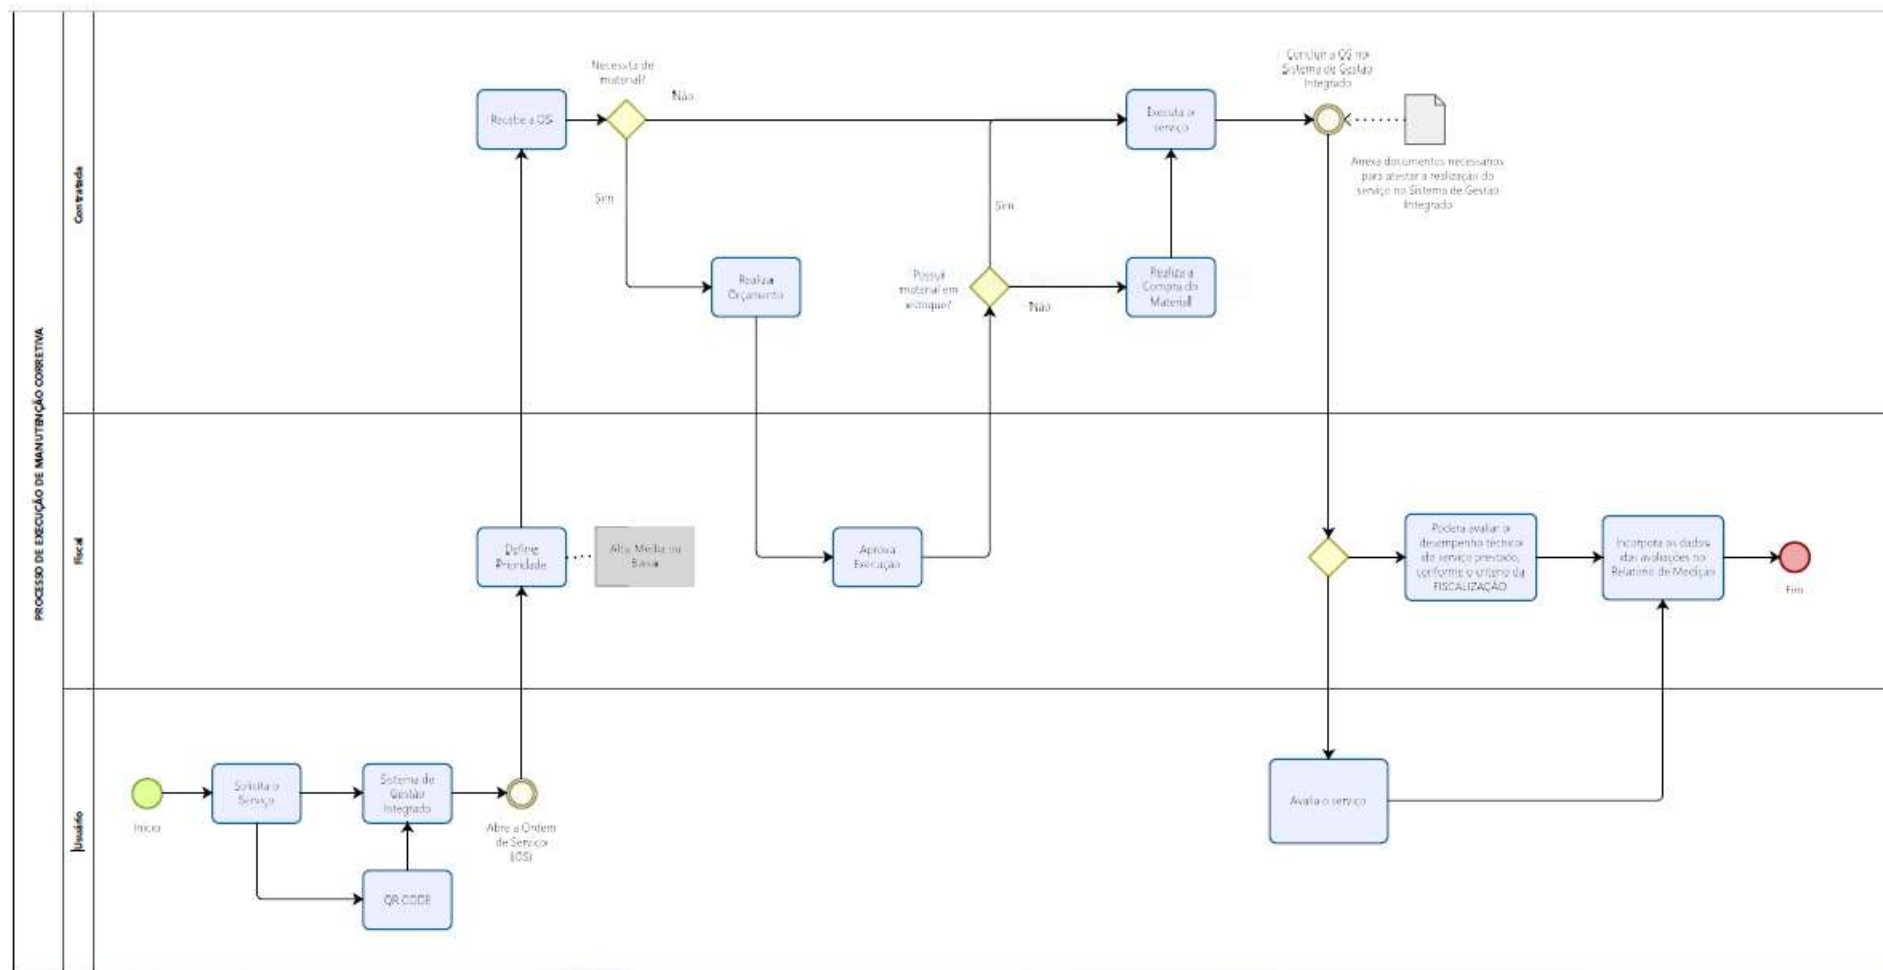 PROCESSO DE EXECUÇÃO DE MANUTENÇÃO CORRETIVA
Contratada
Recebe a OS
Necessita de
material?
Não
Sim
Realiza
Orçamento
Possui
material em
estoque?
Sim
Não
Realiza a
Compra do
Material
Executa o
serviço
Concluir a OS no
Sistema de Gestão
Integrado
Anexa documentos necessários
para atestar a realização do
serviço no Sistema de Gestão
Integrado
Fiscal
Define
Prioridade
Alta, Média ou
Baixa
Aprova
Execução
Poderá avaliar o
desempenho técnico
do serviço prestado,
conforme o critério da
FISCALIZAÇÃO
Incorpora os dados
das avaliações no
Relatório de Medição
Fim
Usuário
Início
Solicita o
Serviço
Sistema de
Gestão
Integrado
QR CODE
Abre a Ordem
de Serviço
(OS)
Avalia o serviço